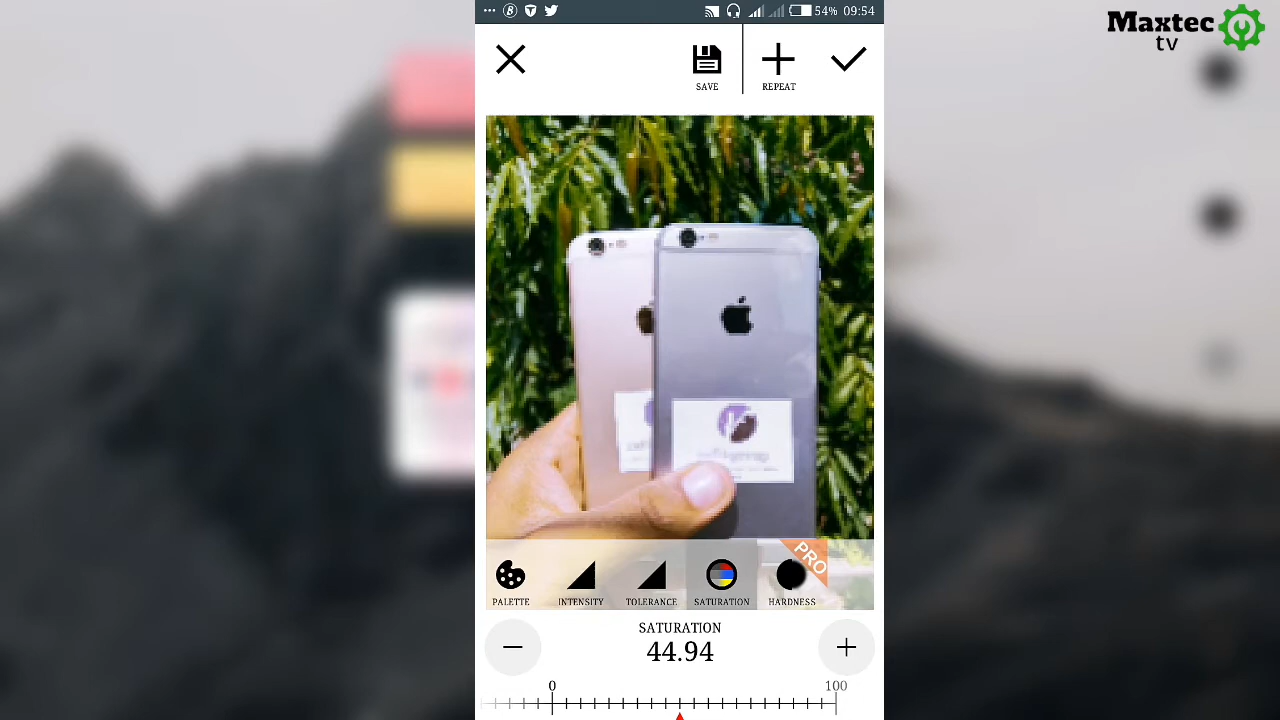 54% 09:54
Maxtec
tv
SAVE
REPEAT
PRO
PALETTE INTENSITY TOLERANCE SATURATION HARDNESS
SATURATION
44.94
0 100